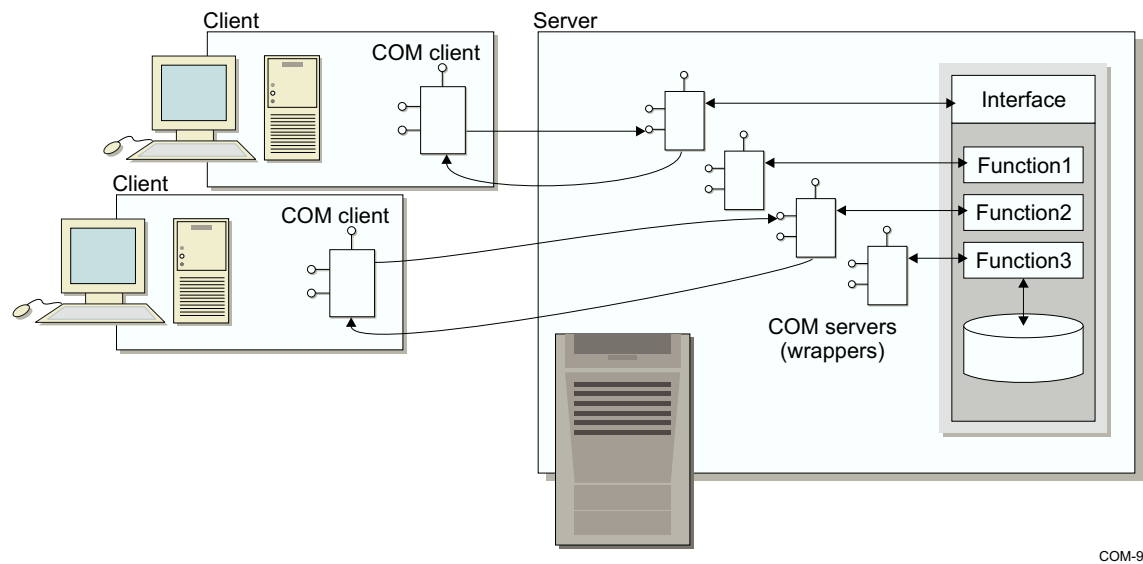 Client
Server
COM client
Interface
Function1
Client
COM client
Function2
Function3
COM servers
(wrappers)
COM-9